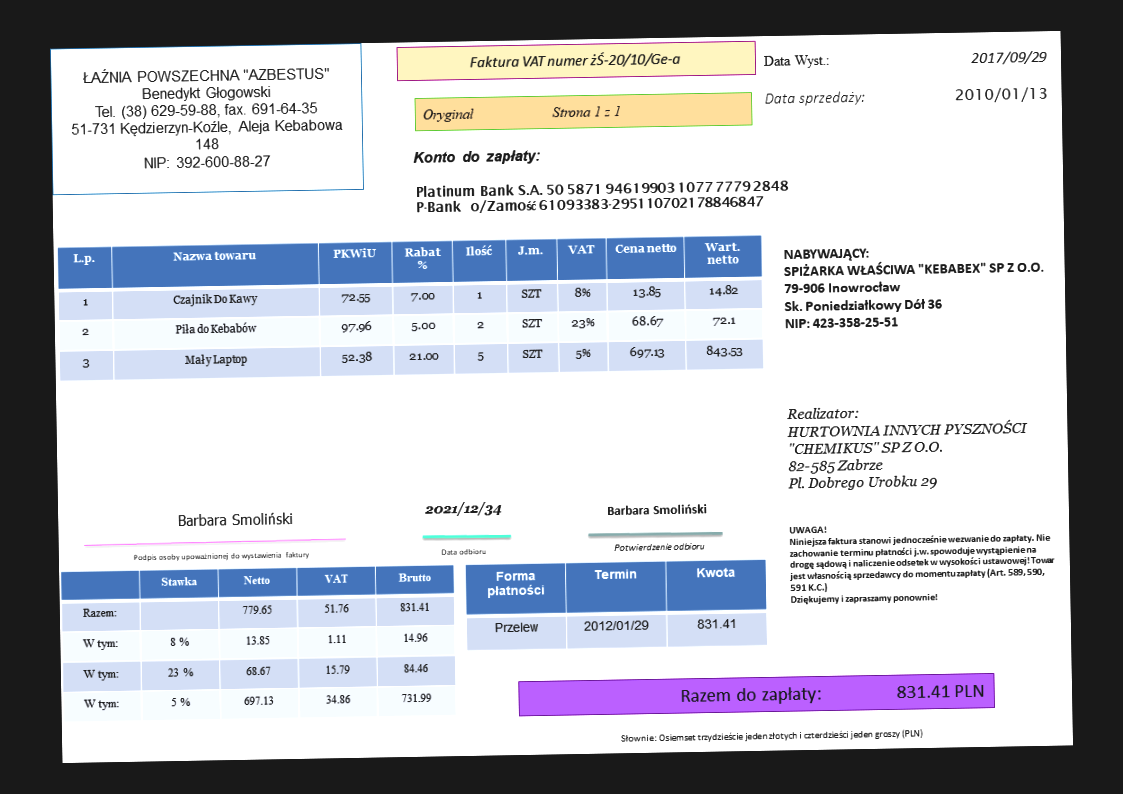 ŁAŹNIA POWSZECHNA "AZBESTUS"
Benedykt Głogowski
Tel. (38) 629-59-88, fax. 691-64-35
51-731 Kędzierzyn-Koźle, Aleja Kebabowa
148
NIP: 392-600-88-27
Faktura VAT numer żŚ-20/10/Ge-a
Oryginal Strona 1 z 1
Data Wyst.: 2017/09/29
Data sprzedaży: 2010/01/13
Konto do zapłaty:
Platinum Bank S.A. 50 5871 9461 9903 1077 7779 2848
P-Bank o/Zamość 61093383-295110702178846847
L.p. Nazwa towaru PKWiU Rabat % Ilość J.m. VAT Cena netto Wart. netto
1 Czajnik Do Kawy 72.55 7.00 1 SZT 8% 13.85 14.82
2 Piła do Kebabów 97.96 5.00 2 SZT 23% 68.67 72.1
3 Mały Laptop 52.38 21.00 5 SZT 5% 697.13 843.53
NABYWAJĄCY:
SPIŻARKA WŁAŚCIWA "KEBABEX" SP Z O.O.
79-906 Inowrocław
Sk. Poniedziałkowy Dół 36
NIP: 423-358-25-51
Realizator:
HURTOWNIA INNYCH PYSZNOŚCI
"CHEMIKUS" SP Z O.O.
82-585 Zabrze
Pl. Dobrego Urobku 29
Barbara Smoliński
Podpis osoby upoważnionej do wystawienia faktury
2021/12/34
Data odbioru
Barbara Smoliński
Potwierdzenie odbioru
UWAGA!
Niniejsza faktura stanowi jednocześnie wezwanie do zapłaty. Nie
zachowanie terminu płatności j.w. spowoduje wystąpienie na
drogę sądową i naliczenie odsetek w wysokości ustawowej! Towar
jest własnością sprzedawcy do momentu zapłaty (Art. 589, 590,
591 K.C.)
Dziękujemy i zapraszamy ponownie!
Stawka Netto VAT Brutto
Razem: 779.65 51.76 831.41
W tym: 8 % 13.85 1.11 14.96
W tym: 23 % 68.67 15.79 84.46
W tym: 5 % 697.13 34.86 731.99
Forma płatności Termin Kwota
Przelew 2012/01/29 831.41
Razem do zapłaty: 831.41 PLN
Słownie: Osiemset trzydzieście jeden złotych i czterdzieści jeden groszy (PLN)